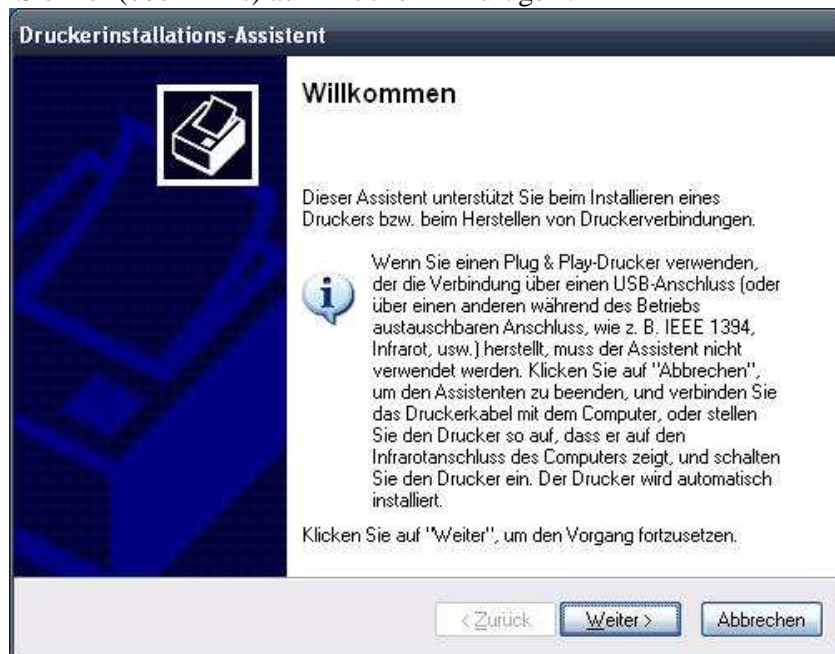 Druckerinstallations-Assistent
Willkommen
Dieser Assistent unterstützt Sie beim Installieren eines
Druckers bzw. beim Herstellen von Druckerverbindungen.
Wenn Sie einen Plug & Play-Drucker verwenden,
der die Verbindung über einen USB-Anschluss (oder
über einen anderen während des Betriebs
austauschbaren Anschluss, wie z. B. IEEE 1394,
Infrarot, usw.) herstellt, muss der Assistent nicht
verwendet werden. Klicken Sie auf "Abbrechen",
um den Assistenten zu beenden, und verbinden Sie
das Druckerkabel mit dem Computer, oder stellen
Sie den Drucker so auf, dass er auf den
Infrarotanschluss des Computers zeigt, und schalten
Sie den Drucker ein. Der Drucker wird automatisch
installiert.
Klicken Sie auf "Weiter", um den Vorgang fortzusetzen.
< Zurück Weiter > Abbrechen